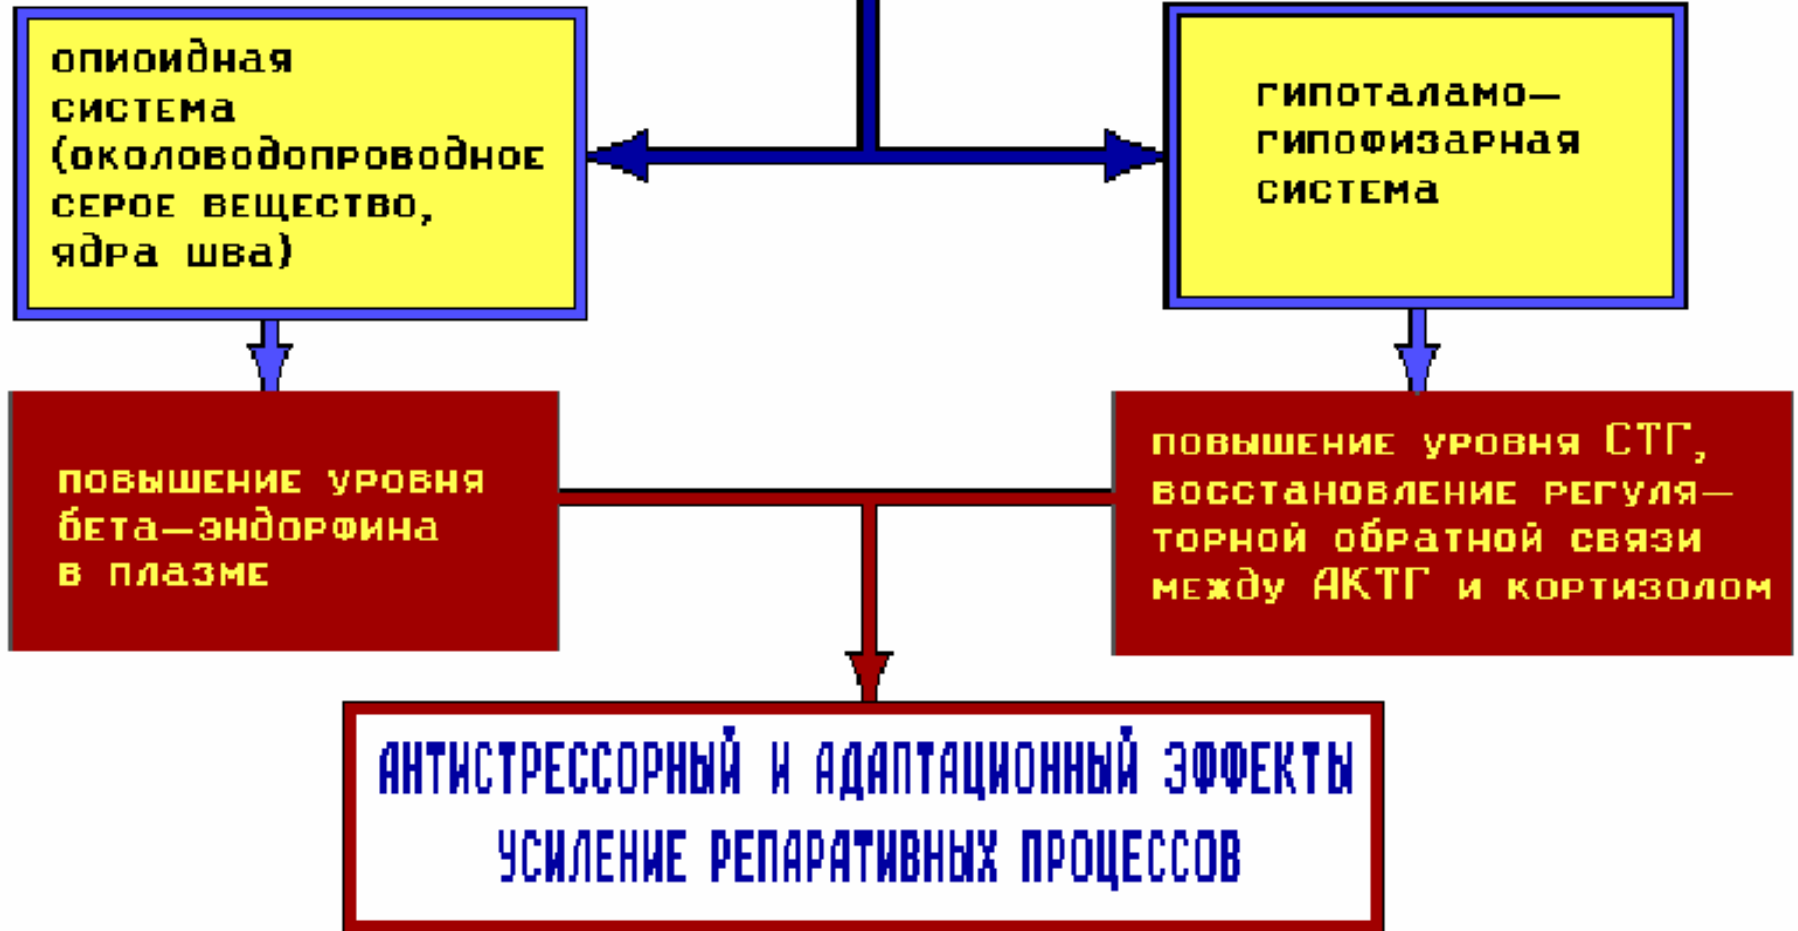 опиоидная
система
(околоводопроводное
серое вещество,
ядра шва)
гипоталамо—
гипофизарная
система
повышение уровня
бета—эндорфина
в плазме
повышение уровня СТГ,
восстановление регуля—
торной обратной связи
между АКТГ и кортизолом
АНТИСТРЕССОРНЫЙ И АДАПТАЦИОННЫЙ ЭФФЕКТЫ
УСИЛЕНИЕ РЕПАРАТИВНЫХ ПРОЦЕССОВ